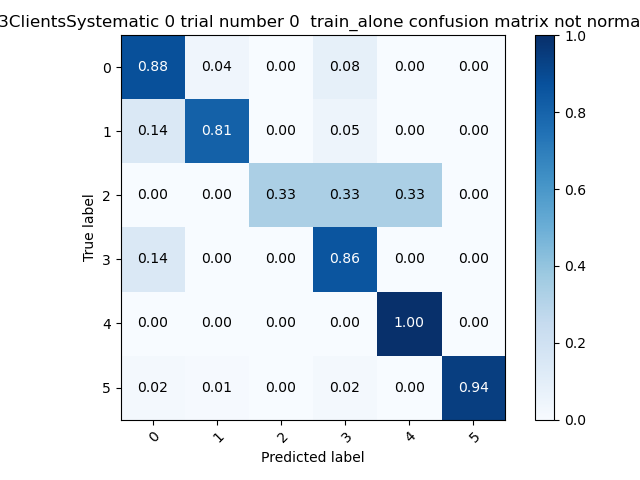 3ClientsSystematic 0 trial number 0  train_alone confusion matrix not norma
0 0.88 0.04 0.00 0.08 0.00 0.00
1 0.14 0.81 0.00 0.05 0.00 0.00
2 0.00 0.00 0.33 0.33 0.33 0.00
3 0.14 0.00 0.00 0.86 0.00 0.00
4 0.00 0.00 0.00 0.00 1.00 0.00
5 0.02 0.01 0.00 0.02 0.00 0.94
0 1 2 3 4 5
True label
Predicted label
1.0
0.8
0.6
0.4
0.2
0.0